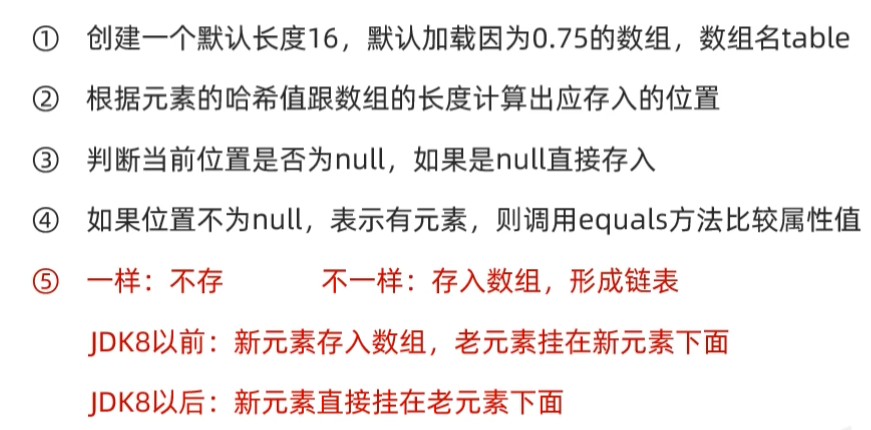 ① 创建一个默认长度16，默认加载因为0.75的数组，数组名table
② 根据元素的哈希值跟数组的长度计算出应存入的位置
③ 判断当前位置是否为null，如果是null直接存入
④ 如果位置不为null，表示有元素，则调用equals方法比较属性值
⑤ 一样：不存 不一样：存入数组，形成链表
JDK8以前：新元素存入数组，老元素挂在新元素下面
JDK8以后：新元素直接挂在老元素下面